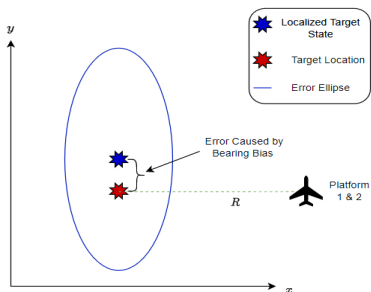 y
Localized Target
State
Target Location
Error Ellipse
Error Caused by
Bearing Bias
Platform
1 & 2
R
x